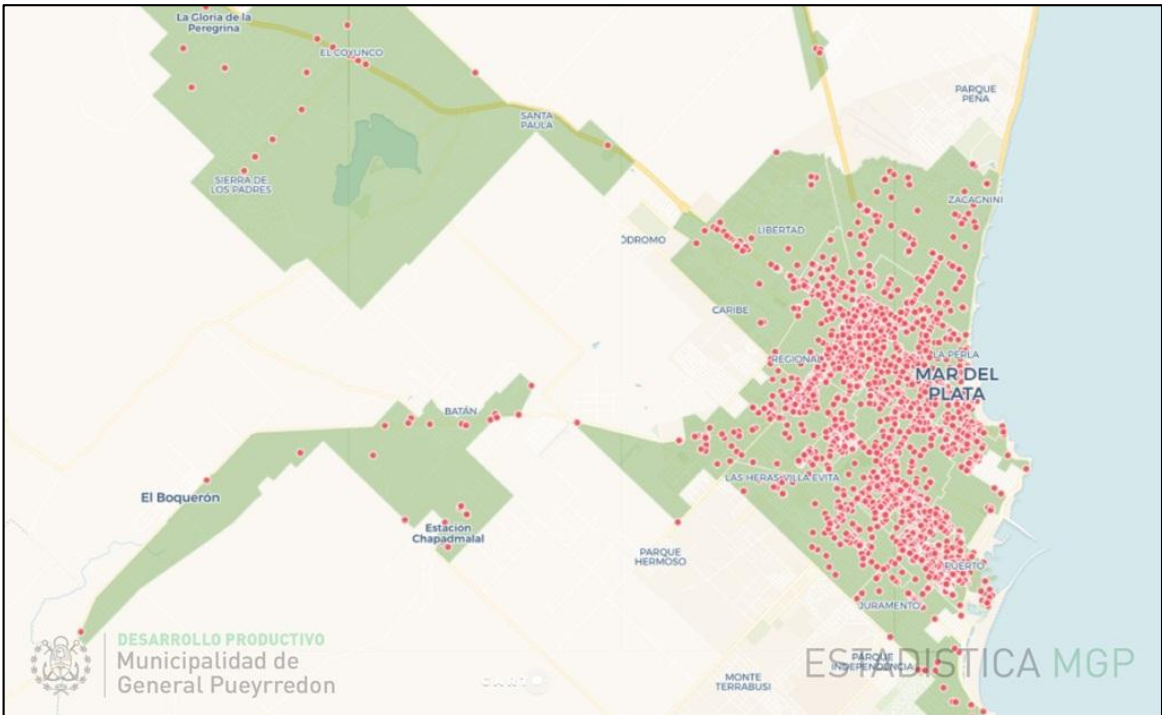 La Gloria de la
Peregrina
EL COYUNCO
SANTA
PAULA
PARQUE
PEÑA
SIERRA DE
LOS PADRES
ZACAGNINI
LIBERTAD
ÓDROMO
CARIBE
REGIONAL
LA PERLA
MAR DEL
PLATA
BATÁN
LAS HERAS-VILLA EVITA
El Boquerón
Estación
Chapadmalal
PARQUE
HERMOSO
PUERTO
JURAMENTO
PARQUE
INDEPENDENCIA
MONTE
TERRABUSI
DESARROLLO PRODUCTIVO
Municipalidad de
General Pueyrredon
CARTO
ESTADISTICA MGP